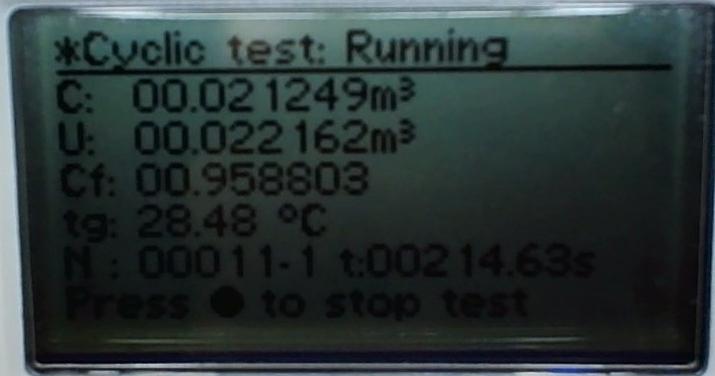 *Cyclic test: Running
C: 00.021249m³
U: 00.022162m³
Cf: 00.958803
tg: 28.48 °C
N : 00011-1 t:00214.63s
Press ● to stop test